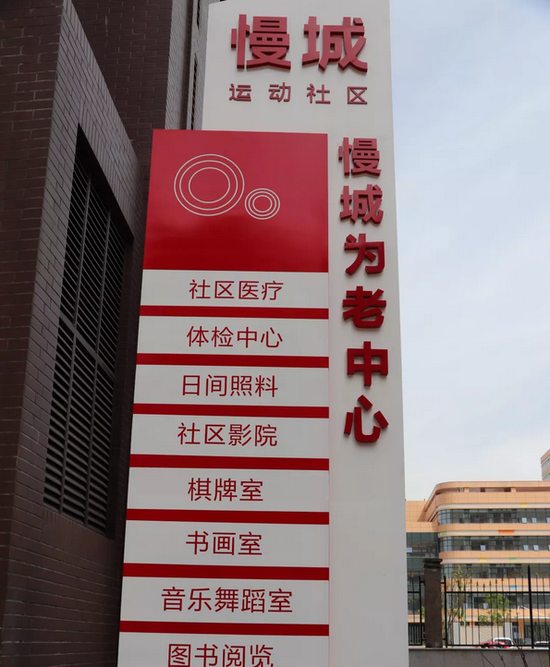 慢城
运动社区
慢城为老中心
社区医疗
体检中心
日间照料
社区影院
棋牌室
书画室
音乐舞蹈室
图书阅览